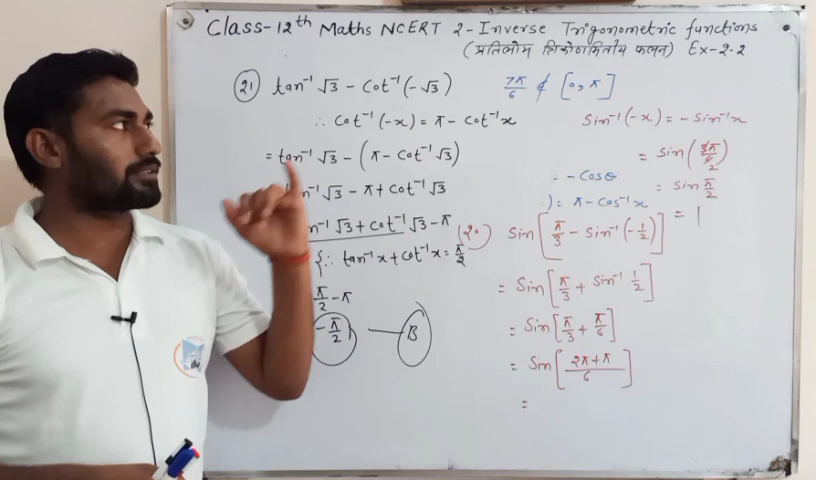 Class-12th Maths NCERT 2-Inverse Trigonometric functions
(प्रतिलोम त्रिकोणमितीय फलन) Ex-2.2
21) tan⁻¹ √3 - cot⁻¹(-√3)
∴ cot⁻¹(-x) = π - cot⁻¹x
= tan⁻¹ √3 - (π - cot⁻¹√3)
n⁻¹ √3 - π + cot⁻¹ √3
n⁻¹ √3 + cot⁻¹ √3 - π
{∴ tan⁻¹x + cot⁻¹x = π/2
π/2 - π
-π/2 — B
7π/6 ∉ [0, π]
= -cosθ
) = π - cos⁻¹x
Sin⁻¹(-x) = -Sin⁻¹x
20) Sin[π/3 - Sin⁻¹(-1/2)]
= Sin[π/3 + Sin⁻¹ 1/2]
= Sin[π/3 + π/6]
= Sin[(2π+π)/6]
=
= Sin(3π/6) 2
= Sin π/2
= 1